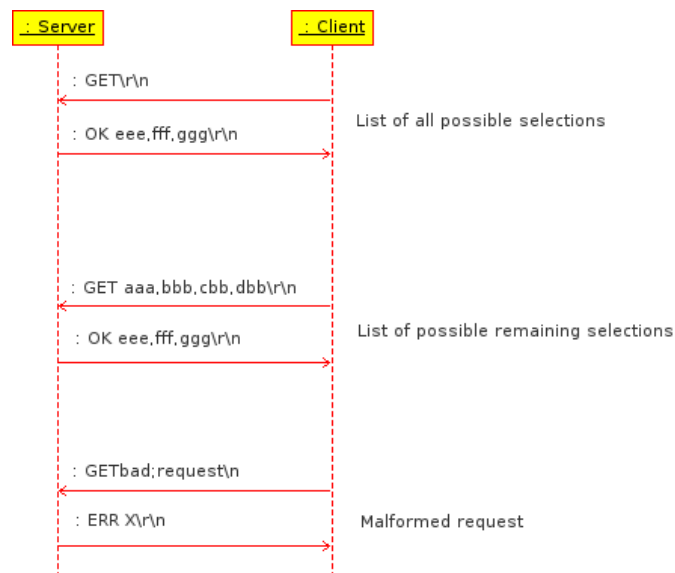 : Server
: Client
: GET\r\n
List of all possible selections
: OK eee,fff,ggg\r\n
: GET aaa,bbb,cbb,dbb\r\n
List of possible remaining selections
: OK eee,fff,ggg\r\n
: GETbad;request\n
: ERR X\r\n
Malformed request